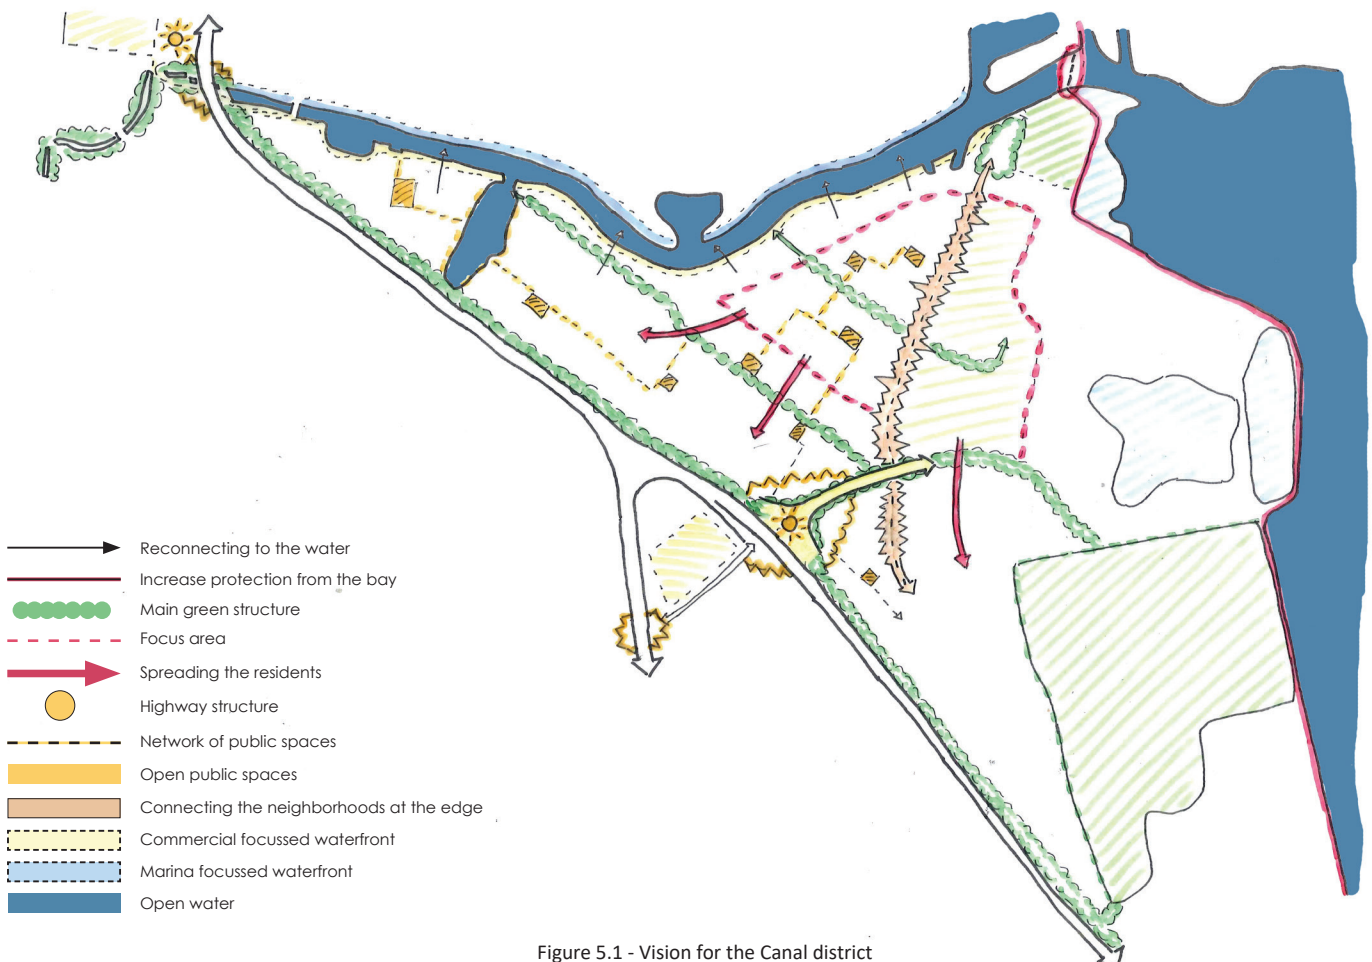 Reconnecting to the water
Increase protection from the bay
Main green structure
Focus area
Spreading the residents
Highway structure
Network of public spaces
Open public spaces
Connecting the neighborhoods at the edge
Commercial focussed waterfront
Marina focussed waterfront
Open water
Figure 5.1 - Vision for the Canal district